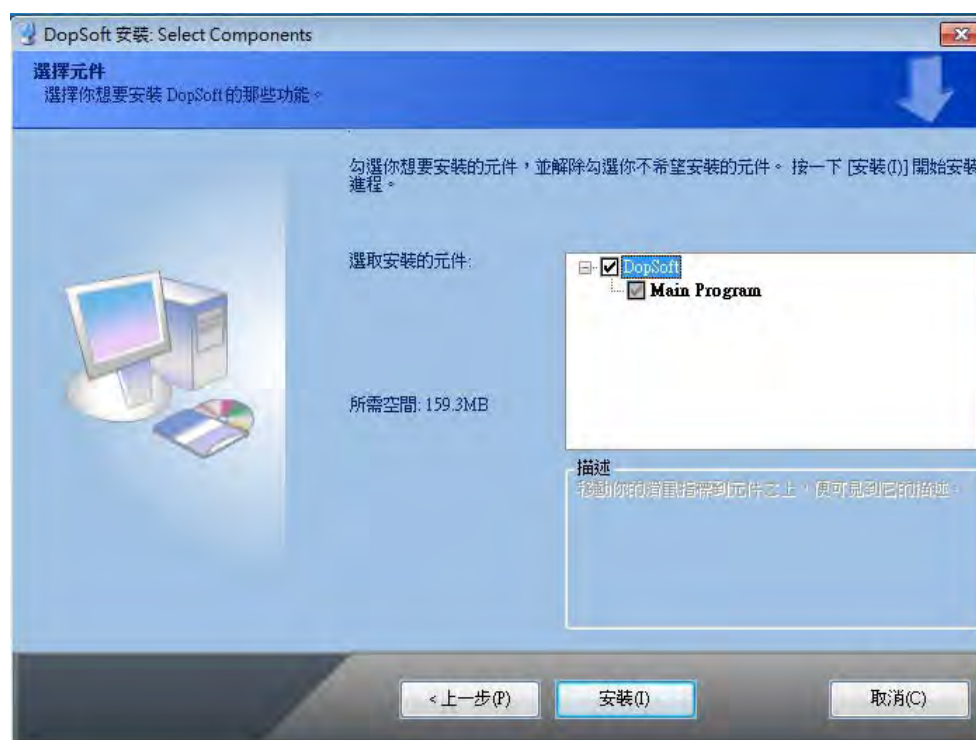 DopSoft 安裝: Select Components
選擇元件
選擇你想要安裝 DopSoft 的那些功能。
勾選你想要安裝的元件，並解除勾選你不希望安裝的元件。 按一下 [安裝(I)] 開始安裝
進程。
選取安裝的元件:
DopSoft
Main Program
所需空間: 159.3MB
描述
移動你的滑鼠指標到元件之上，便可見到它的描述。
<上一步(P)
安裝(I)
取消(C)